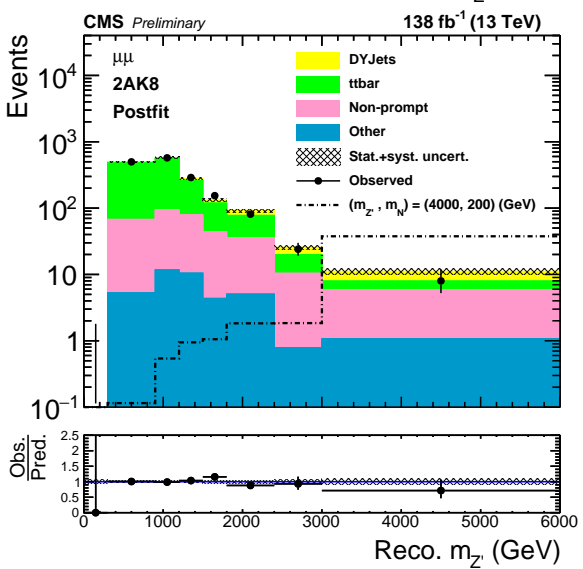 CMS Preliminary 138 fb⁻¹ (13 TeV)
Events
μμ
2AK8
Postfit
DYJets
ttbar
Non-prompt
Other
Stat.+syst. uncert.
Observed
(m_Z', m_N) = (4000, 200) (GeV)
10⁴
10³
10²
10
1
10⁻¹
Obs.
Pred.
2.5
2
1.5
1
0.5
0
0 1000 2000 3000 4000 5000 6000
Reco. m_Z' (GeV)